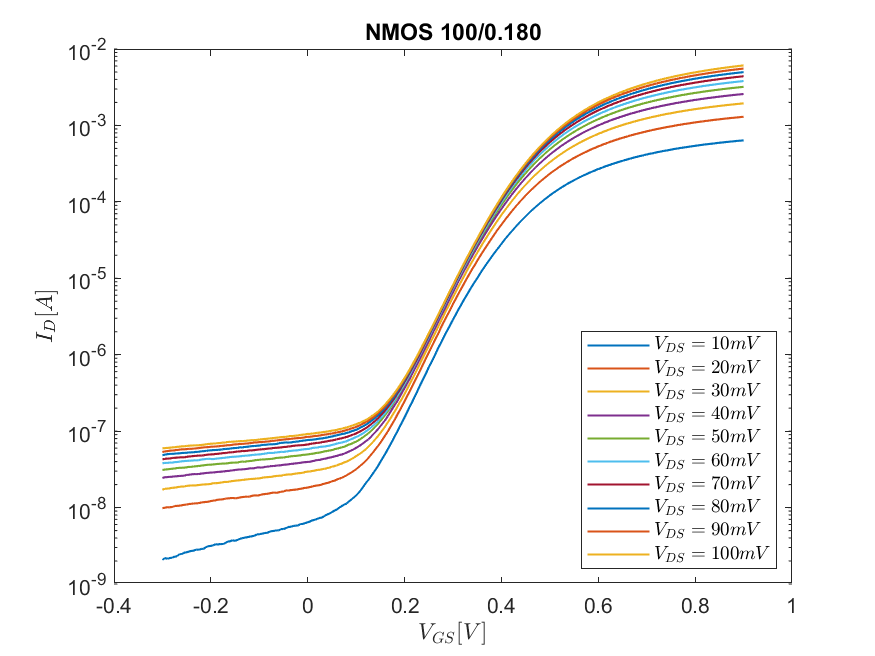 NMOS 100/0.180
10^-2
10^-3
10^-4
10^-5
10^-6
10^-7
10^-8
10^-9
I_D[A]
V_DS = 10mV
V_DS = 20mV
V_DS = 30mV
V_DS = 40mV
V_DS = 50mV
V_DS = 60mV
V_DS = 70mV
V_DS = 80mV
V_DS = 90mV
V_DS = 100mV
-0.4 -0.2 0 0.2 0.4 0.6 0.8 1
V_GS[V]